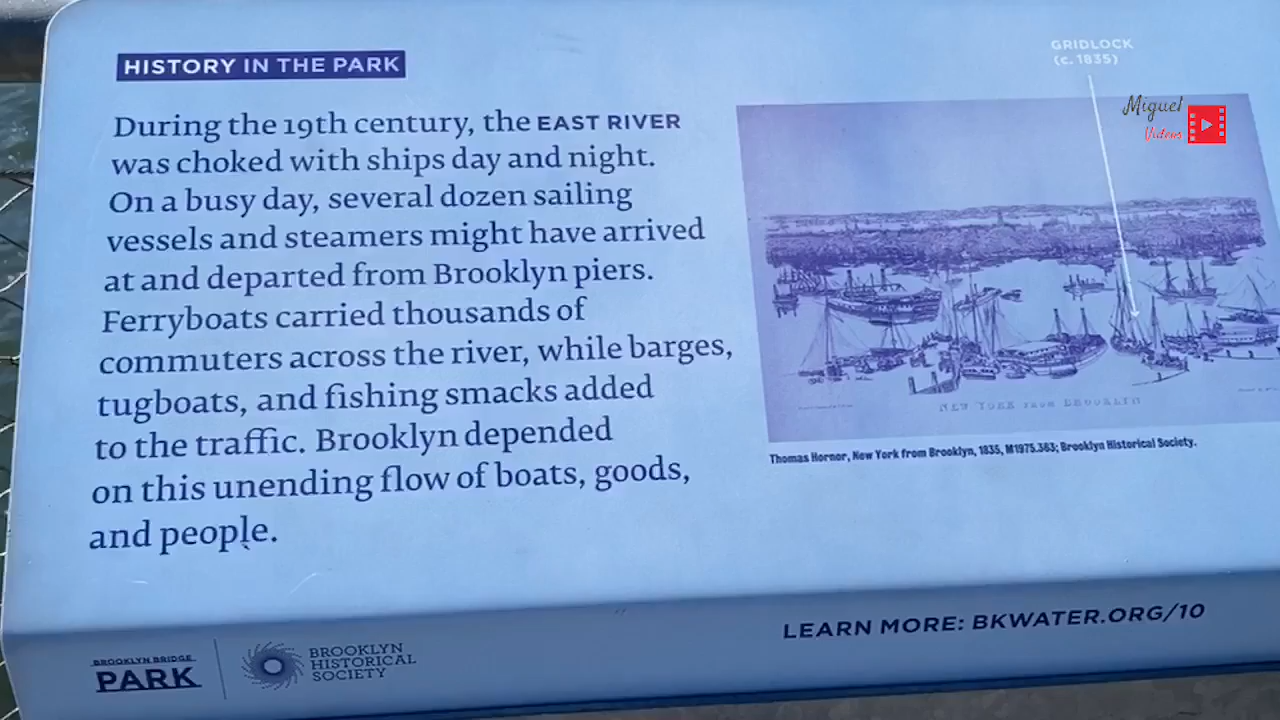 HISTORY IN THE PARK
During the 19th century, the EAST RIVER
was choked with ships day and night.
On a busy day, several dozen sailing
vessels and steamers might have arrived
at and departed from Brooklyn piers.
Ferryboats carried thousands of
commuters across the river, while barges,
tugboats, and fishing smacks added
to the traffic. Brooklyn depended
on this unending flow of boats, goods,
and people.
GRIDLOCK
(c. 1835)
Miguel
Videos
NEW YORK FROM BROOKLYN
Thomas Hornor, New York from Brooklyn, 1835, M1975.363; Brooklyn Historical Society.
BROOKLYN BRIDGE
PARK
BROOKLYN
HISTORICAL
SOCIETY
LEARN MORE: BKWATER.ORG/10